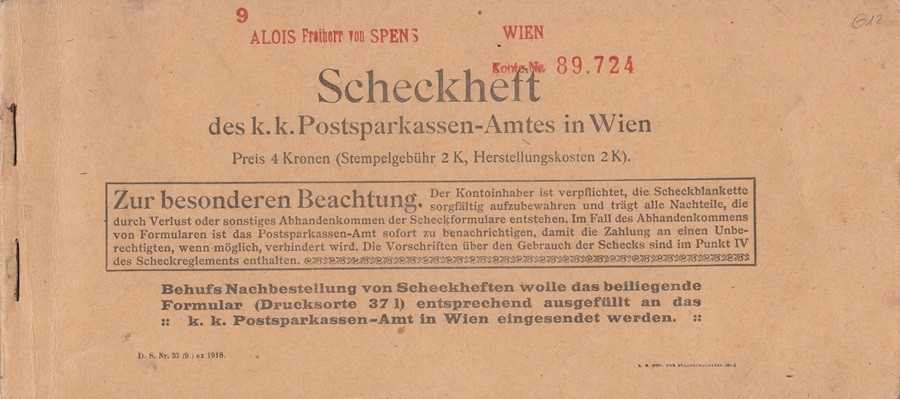 9
ALOIS Freiherr von SPENS WIEN
Konto Nr. 89.724
Scheckheft
des k. k. Postsparkassen-Amtes in Wien
Preis 4 Kronen (Stempelgebühr 2 K, Herstellungskosten 2 K).
Zur besonderen Beachtung. Der Kontoinhaber ist verpflichtet, die Scheckblankette
sorgfältig aufzubewahren und trägt alle Nachteile, die
durch Verlust oder sonstiges Abhandenkommen der Scheckformulare entstehen. Im Fall des Abhandenkommens
von Formularen ist das Postsparkassen-Amt sofort zu benachrichtigen, damit die Zahlung an einen Unbe-
rechtigten, wenn möglich, verhindert wird. Die Vorschriften über den Gebrauch der Schecks sind im Punkt IV
des Scheckreglements enthalten.
Behufs Nachbestellung von Scheckheften wolle das beiliegende
Formular (Drucksorte 37 l) entsprechend ausgefüllt an das
:: k. k. Postsparkassen-Amt in Wien eingesendet werden. ::
D. S. Nr. 37 (9.) ex 1918.